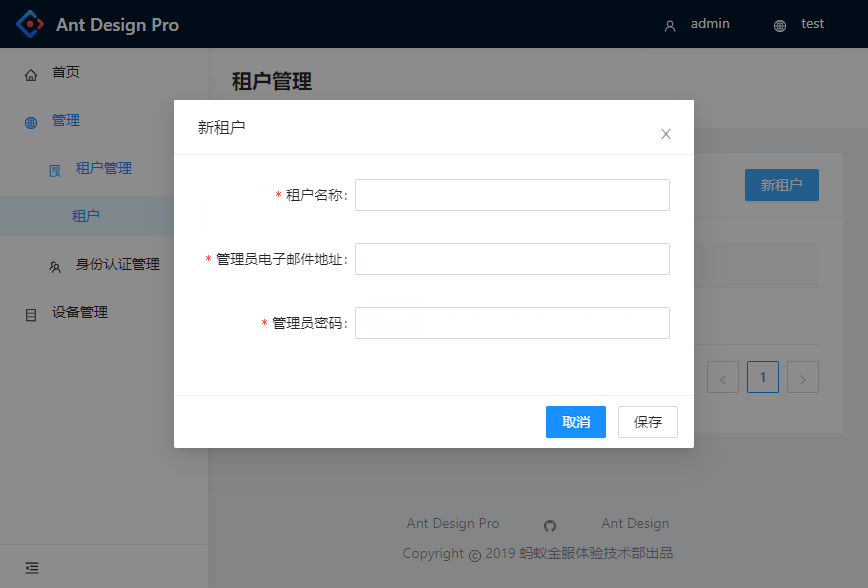 Ant Design Pro
admin
test
首页
管理
租户管理
租户
身份认证管理
设备管理
租户管理
新租户
1
新租户
* 租户名称:
* 管理员电子邮件地址:
* 管理员密码:
取消
保存
Ant Design Pro
Ant Design
Copyright © 2019 蚂蚁金服体验技术部出品